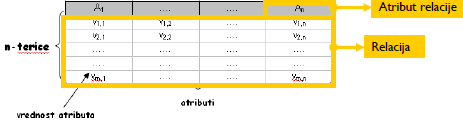 A1 .... .... An Atribut relacije
v1,1 v1,2 .... v1,n
v2,1 v2,2 .... v2,n Relacija
n-terice .... .... .... ....
.... .... .... ....
vm,1 .... .... vm,n
atributi
vrednost atributa